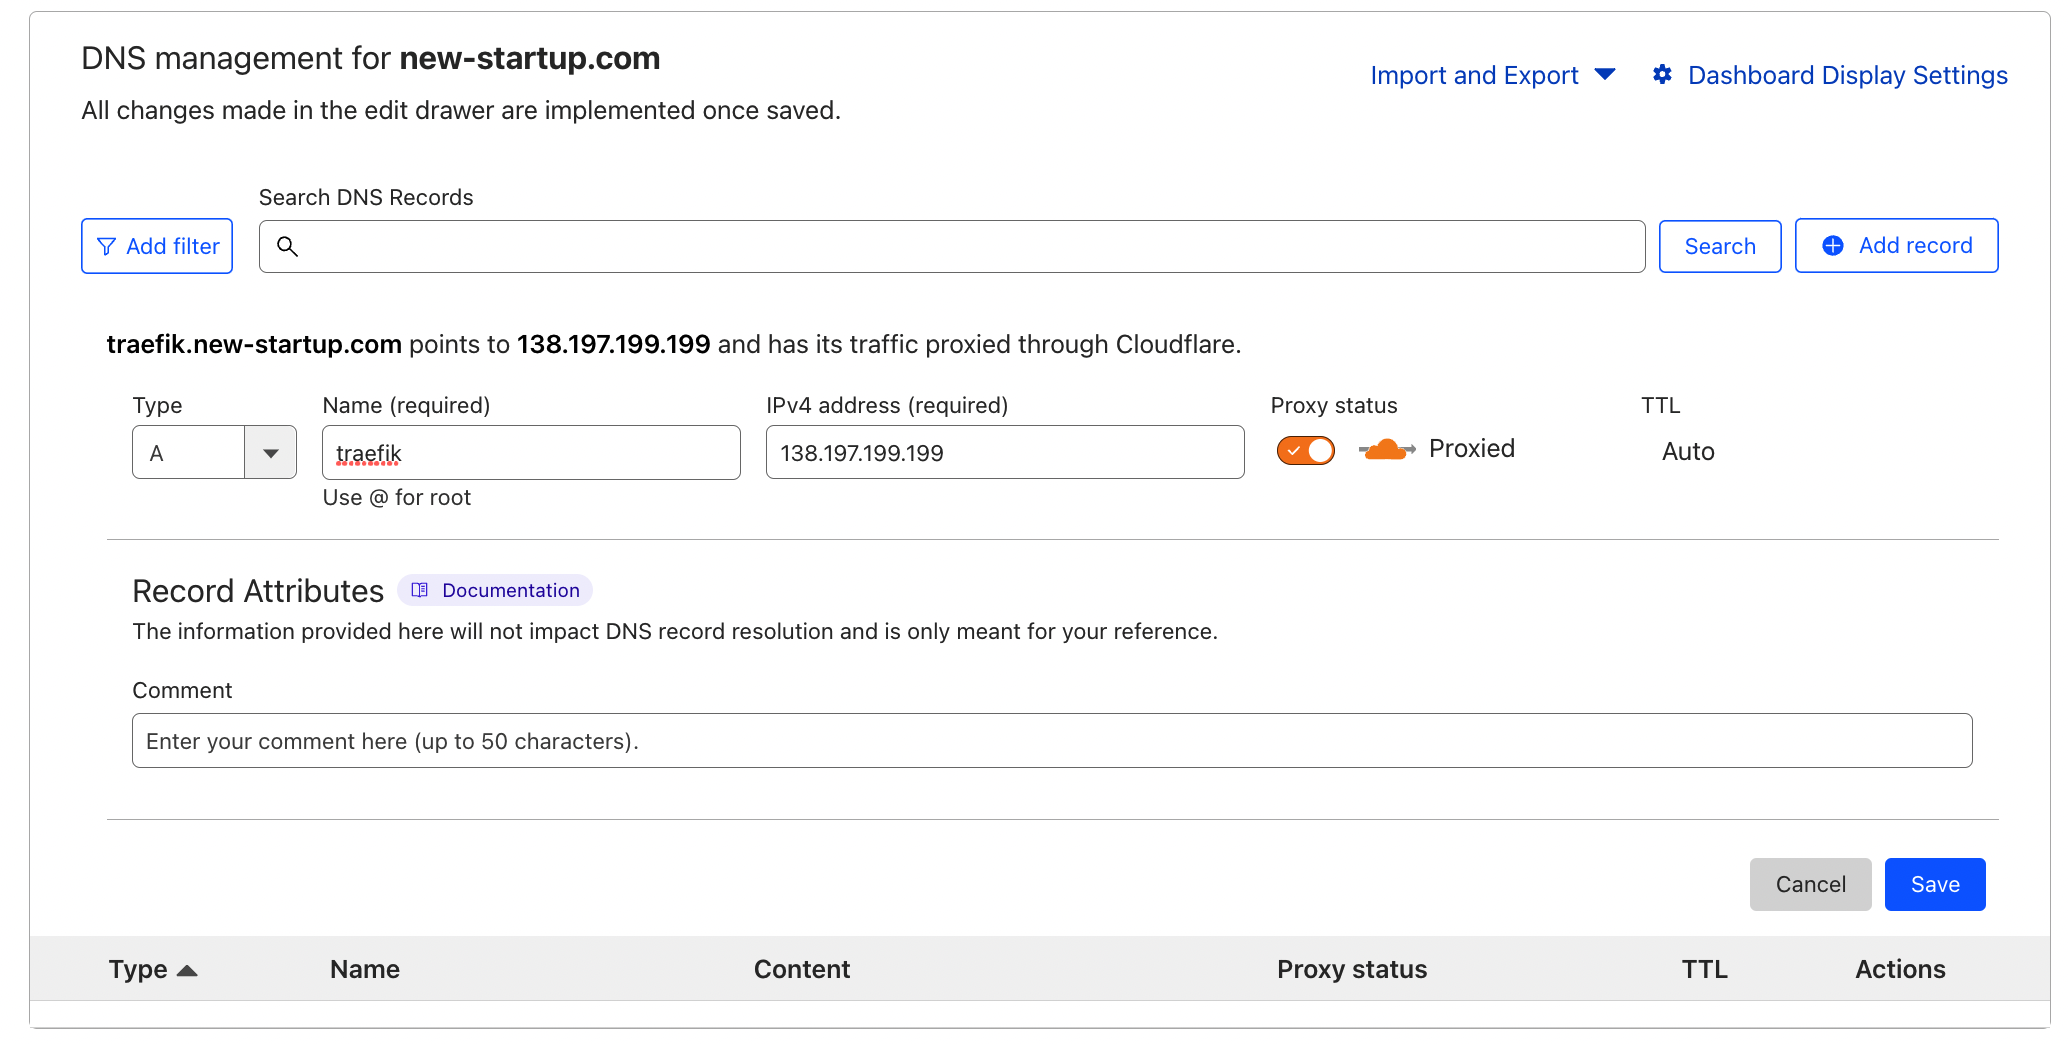 DNS management for new-startup.com
Import and Export
Dashboard Display Settings
All changes made in the edit drawer are implemented once saved.
Search DNS Records
Add filter
Search
Add record
traefik.new-startup.com points to 138.197.199.199 and has its traffic proxied through Cloudflare.
Type
Name (required)
IPv4 address (required)
Proxy status
TTL
A
traefik
138.197.199.199
Proxied
Auto
Use @ for root
Record Attributes
Documentation
The information provided here will not impact DNS record resolution and is only meant for your reference.
Comment
Enter your comment here (up to 50 characters).
Cancel
Save
Type
Name
Content
Proxy status
TTL
Actions